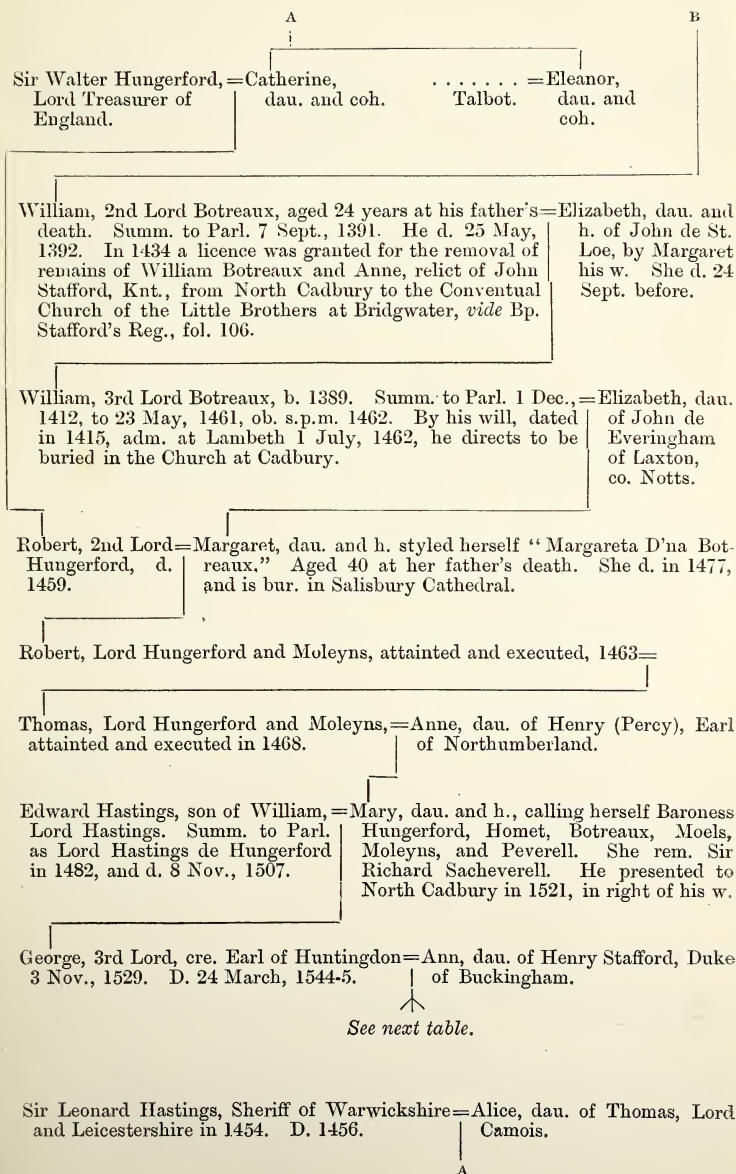 A B
Sir Walter Hungerford,=Catherine, . . . . . . . =Eleanor,
Lord Treasurer of dau. and coh. Talbot. dau. and
England. coh.
William, 2nd Lord Botreaux, aged 24 years at his father's=Elizabeth, dau. and
death. Summ. to Parl. 7 Sept., 1391. He d. 25 May, h. of John de St.
1392. In 1434 a licence was granted for the removal of Loe, by Margaret
remains of William Botreaux and Anne, relict of John his w. She d. 24
Stafford, Knt., from North Cadbury to the Conventual Sept. before.
Church of the Little Brothers at Bridgwater, vide Bp.
Stafford's Reg., fol. 106.
William, 3rd Lord Botreaux, b. 1389. Summ. to Parl. 1 Dec.,=Elizabeth, dau.
1412, to 23 May, 1461, ob. s.p.m. 1462. By his will, dated of John de
in 1415, adm. at Lambeth 1 July, 1462, he directs to be Everingham
buried in the Church at Cadbury. of Laxton,
co. Notts.
Robert, 2nd Lord=Margaret, dau. and h. styled herself “Margareta D'na Bot-
Hungerford, d. reaux.” Aged 40 at her father's death. She d. in 1477,
1459. and is bur. in Salisbury Cathedral.
Robert, Lord Hungerford and Moleyns, attainted and executed, 1463=
Thomas, Lord Hungerford and Moleyns,=Anne, dau. of Henry (Percy), Earl
attainted and executed in 1468. of Northumberland.
Edward Hastings, son of William,=Mary, dau. and h., calling herself Baroness
Lord Hastings. Summ. to Parl. Hungerford, Homet, Botreaux, Moels,
as Lord Hastings de Hungerford Moleyns, and Peverell. She rem. Sir
in 1482, and d. 8 Nov., 1507. Richard Sacheverell. He presented to
North Cadbury in 1521, in right of his w.
George, 3rd Lord, cre. Earl of Huntingdon=Ann, dau. of Henry Stafford, Duke
3 Nov., 1529. D. 24 March, 1544-5. of Buckingham.
See next table.
Sir Leonard Hastings, Sheriff of Warwickshire=Alice, dau. of Thomas, Lord
and Leicestershire in 1454. D. 1456. Camois.
A